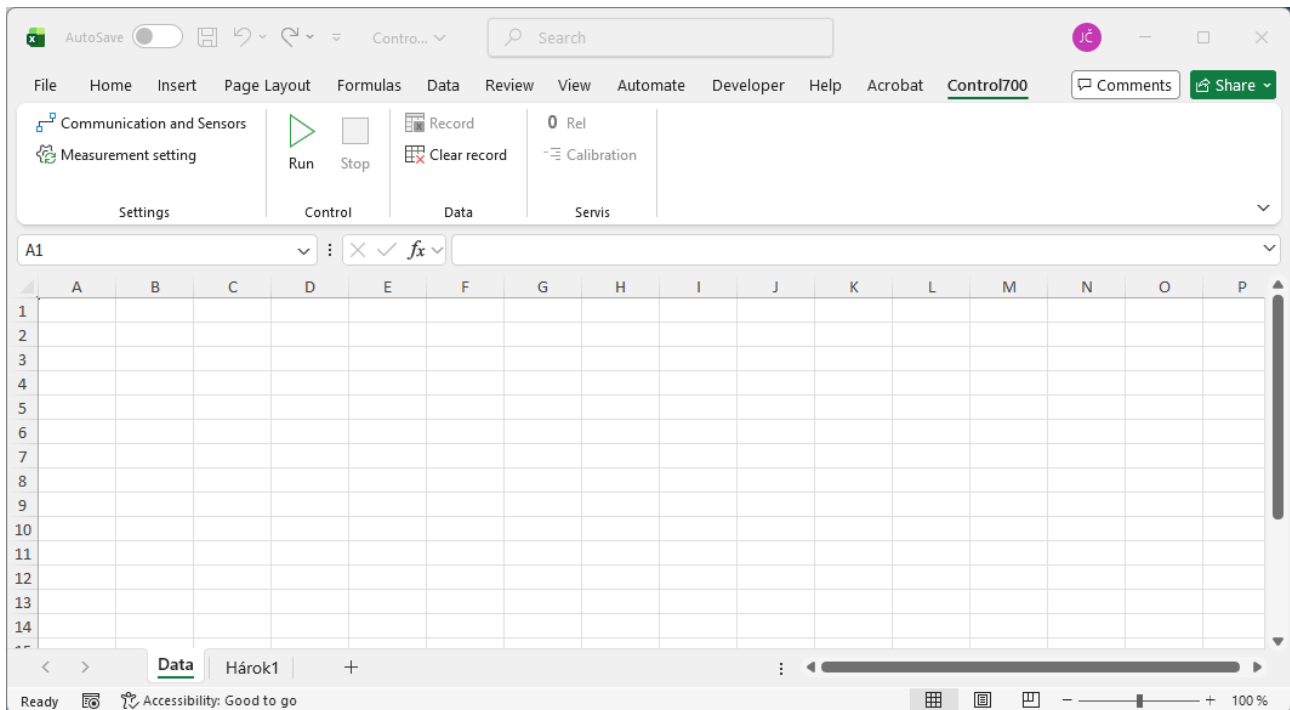 AutoSave Contro... Search JČ
File Home Insert Page Layout Formulas Data Review View Automate Developer Help Acrobat Control700 Comments Share
Communication and Sensors
Measurement setting
Settings
Run Stop
Control
Record
Clear record
Data
0 Rel
Calibration
Servis
A1 fx
A B C D E F G H I J K L M N O P
1
2
3
4
5
6
7
8
9
10
11
12
13
14
Data Hárok1
Ready Accessibility: Good to go 100 %